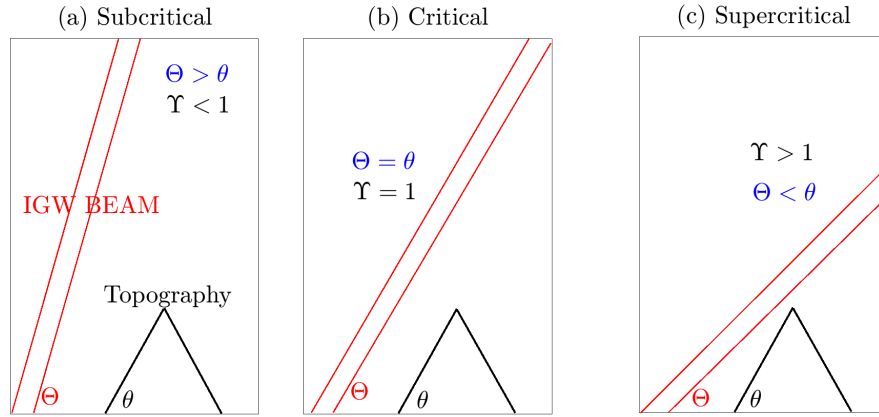 (a) Subcritical
Θ > θ
ϒ < 1
IGW BEAM
Topography
Θ
θ
(b) Critical
Θ = θ
ϒ = 1
Θ
θ
(c) Supercritical
ϒ > 1
Θ < θ
Θ
θ